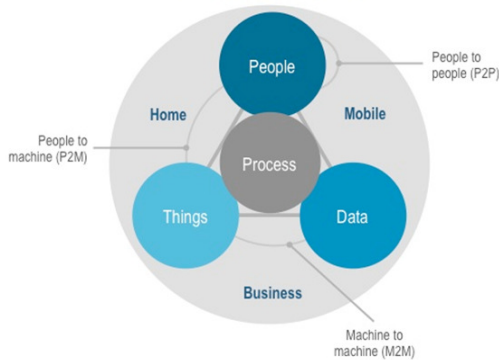 People
People to
people (P2P)
Home
Mobile
People to
machine (P2M)
Process
Things
Data
Business
Machine to
machine (M2M)